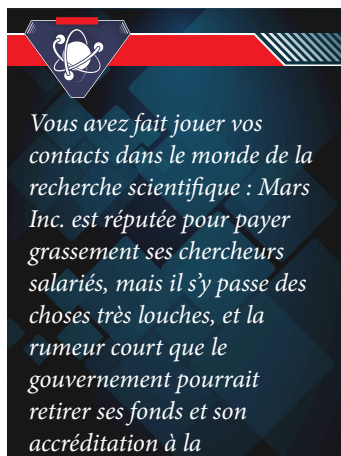 Vous avez fait jouer vos
contacts dans le monde de la
recherche scientifique : Mars
Inc. est réputée pour payer
grassement ses chercheurs
salariés, mais il s'y passe des
choses très louches, et la
rumeur court que le
gouvernement pourrait
retirer ses fonds et son
accréditation à la